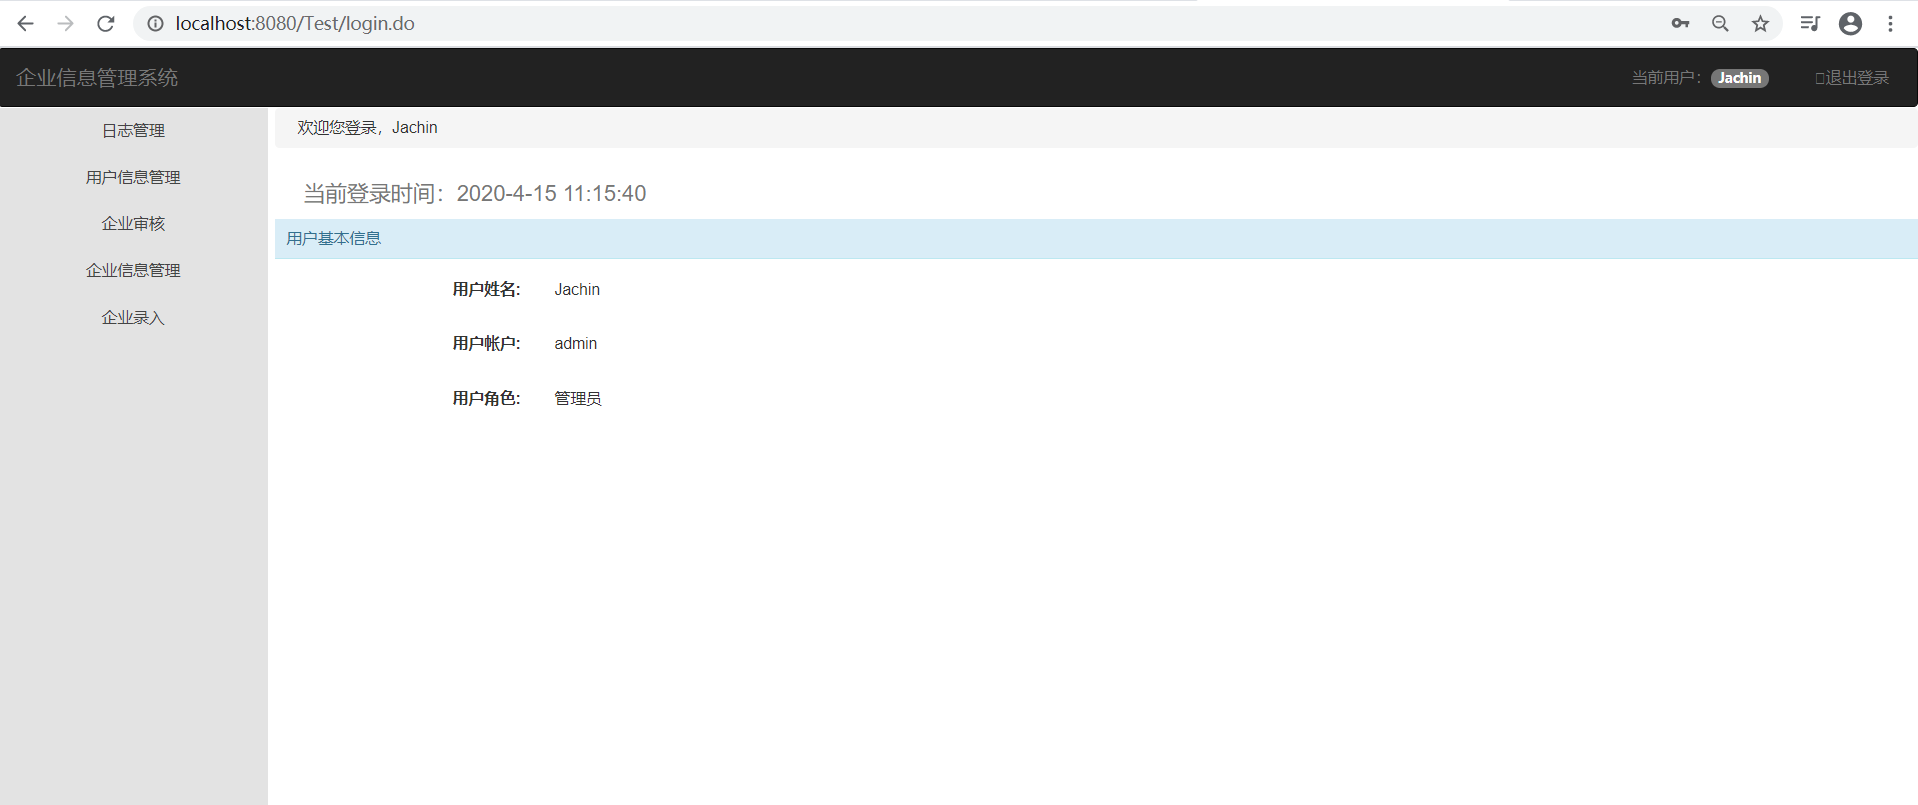 localhost:8080/Test/login.do
企业信息管理系统
当前用户： Jachin
退出登录
日志管理
用户信息管理
企业审核
企业信息管理
企业录入
欢迎您登录，Jachin
当前登录时间：2020-4-15 11:15:40
用户基本信息
用户姓名: Jachin
用户帐户: admin
用户角色: 管理员